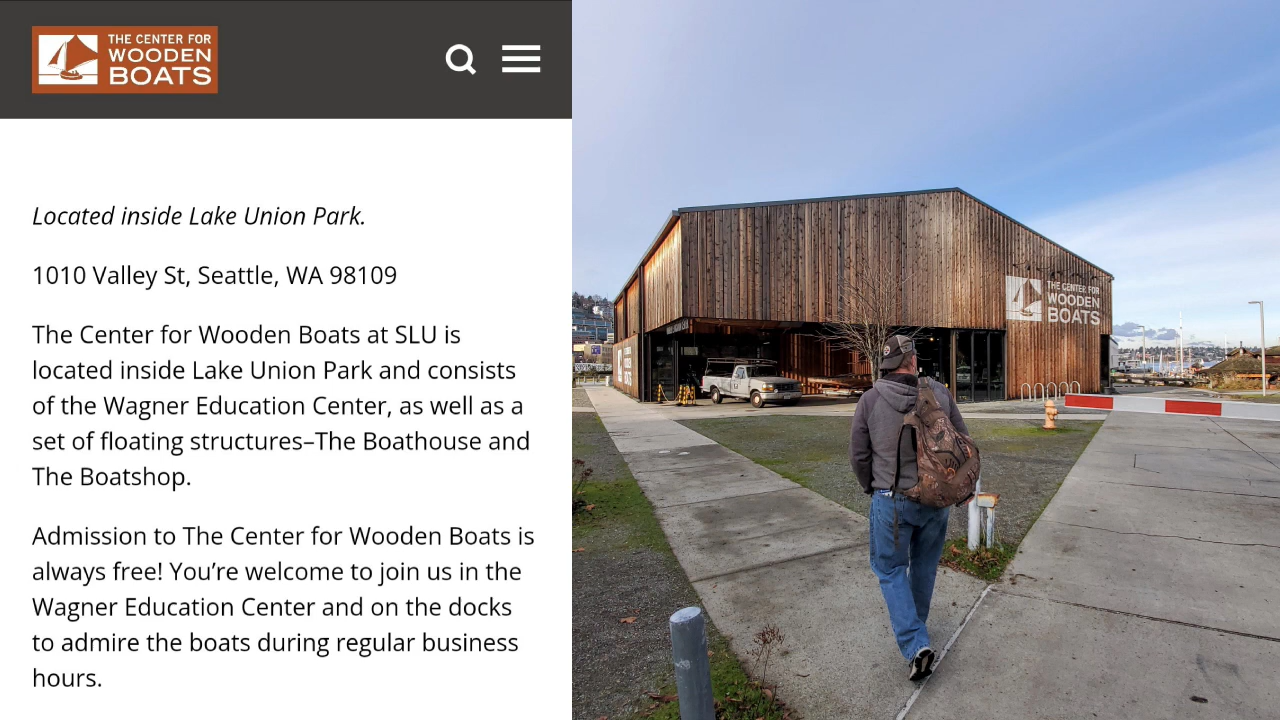 THE CENTER FOR
WOODEN
BOATS
Located inside Lake Union Park.
1010 Valley St, Seattle, WA 98109
The Center for Wooden Boats at SLU is
located inside Lake Union Park and consists
of the Wagner Education Center, as well as a
set of floating structures–The Boathouse and
The Boatshop.
Admission to The Center for Wooden Boats is
always free! You’re welcome to join us in the
Wagner Education Center and on the docks
to admire the boats during regular business
hours.
THE CENTER FOR
WOODEN
BOATS